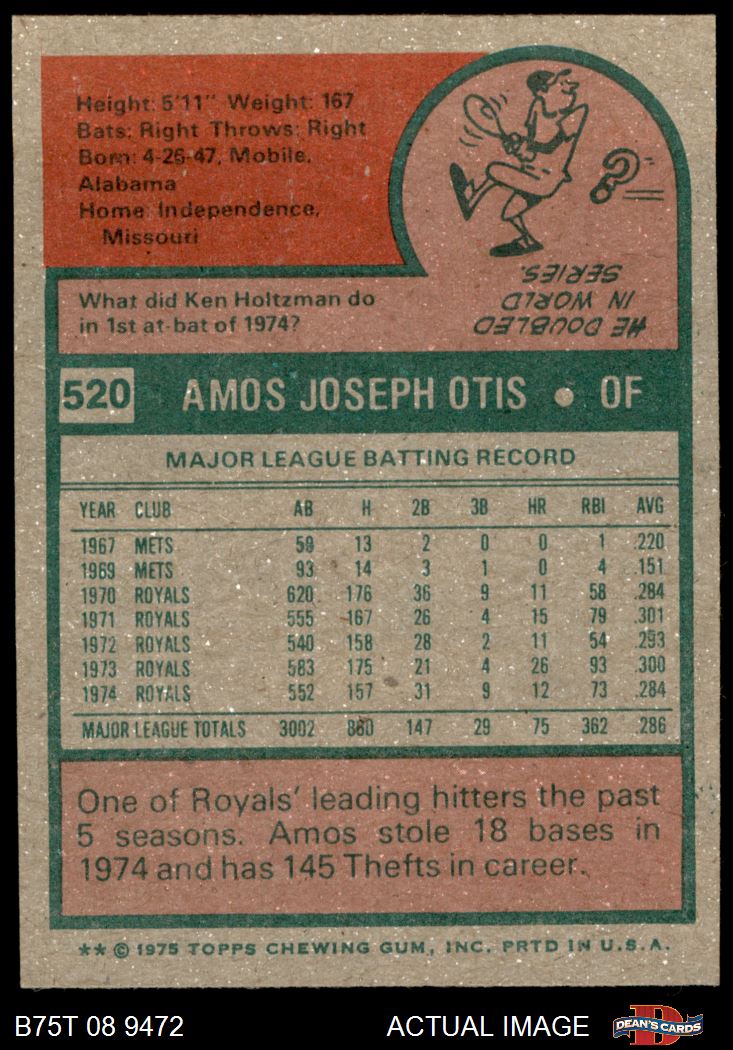 Height: 5'11" Weight: 167
Bats: Right Throws: Right
Born: 4-26-47, Mobile,
Alabama
Home: Independence,
Missouri
What did Ken Holtzman do
in 1st at-bat of 1974?
HE DOUBLED
IN WORLD
SERIES.
520 AMOS JOSEPH OTIS • OF
MAJOR LEAGUE BATTING RECORD
YEAR CLUB AB H 2B 3B HR RBI AVG
1967 METS 59 13 2 0 0 1 .220
1969 METS 93 14 3 1 0 4 .151
1970 ROYALS 620 176 36 9 11 58 .284
1971 ROYALS 555 167 26 4 15 79 .301
1972 ROYALS 540 158 28 2 11 54 .293
1973 ROYALS 583 175 21 4 26 93 .300
1974 ROYALS 552 157 31 9 12 73 .284
MAJOR LEAGUE TOTALS 3002 860 147 29 75 362 .286
One of Royals' leading hitters the past
5 seasons. Amos stole 18 bases in
1974 and has 145 Thefts in career.
** © 1975 TOPPS CHEWING GUM, INC. PRTD IN U.S.A.
B75T 08 9472 ACTUAL IMAGE DEAN'S CARDS